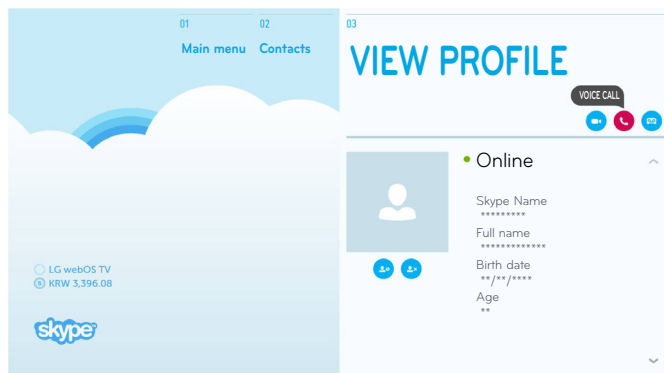 01
Main menu
02
Contacts
LG webOS TV
S KRW 3,396.08
skype
03
VIEW PROFILE
VOICE CALL
Online
Skype Name
*********
Full name
*************
Birth date
**/**/****
Age
**